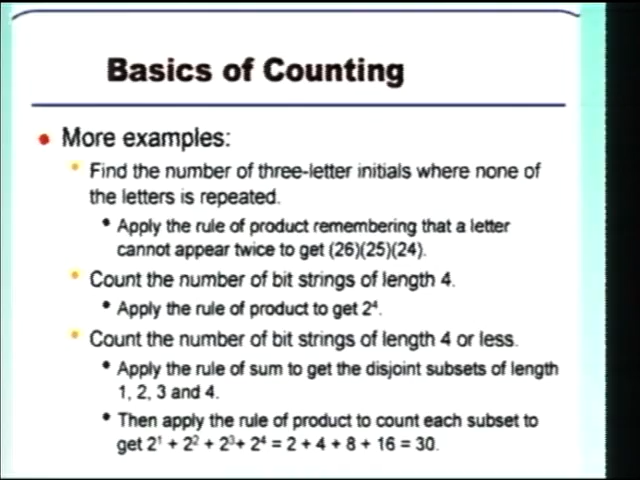 Basics of Counting
• More examples:
• Find the number of three-letter initials where none of
the letters is repeated.
• Apply the rule of product remembering that a letter
cannot appear twice to get (26)(25)(24).
• Count the number of bit strings of length 4.
• Apply the rule of product to get 2⁴.
• Count the number of bit strings of length 4 or less.
• Apply the rule of sum to get the disjoint subsets of length
1, 2, 3 and 4.
• Then apply the rule of product to count each subset to
get 2¹ + 2² + 2³+ 2⁴ = 2 + 4 + 8 + 16 = 30.